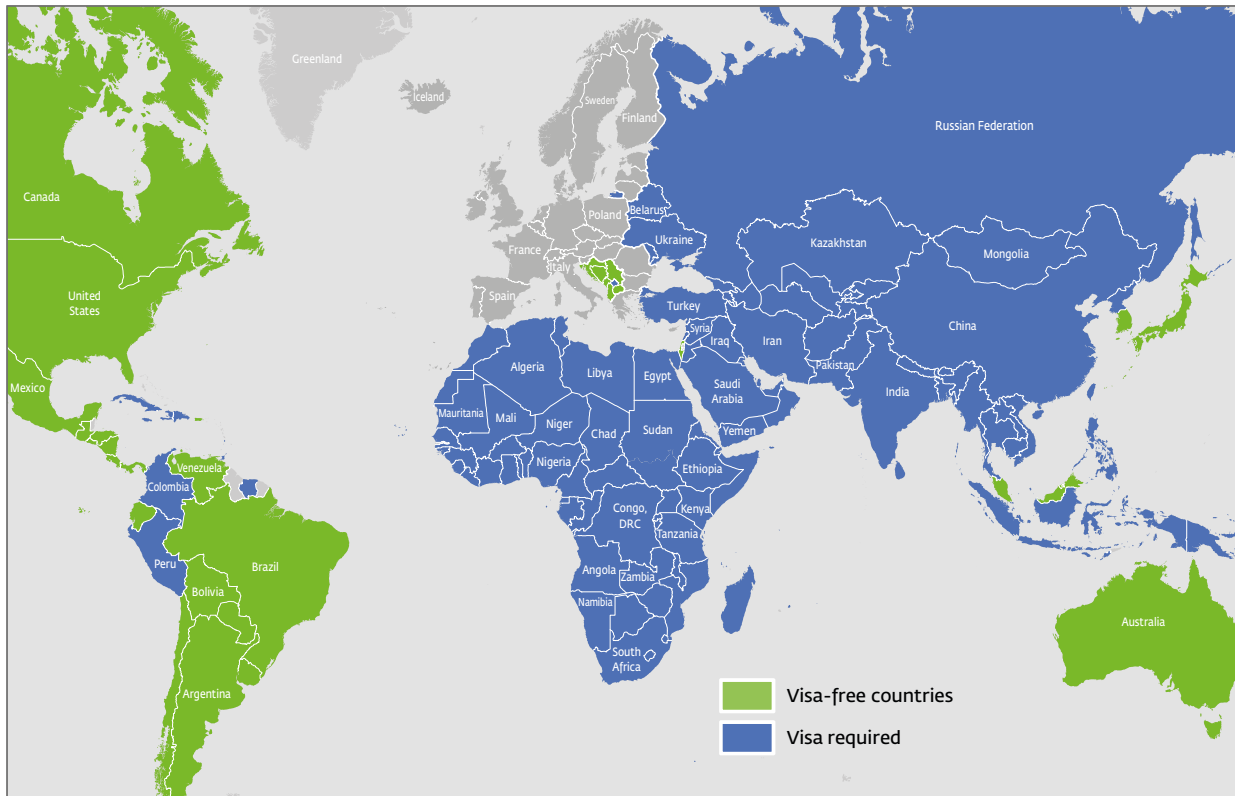 Greenland
Iceland
Sweden
Finland
Russian Federation
Canada
Belarus
Poland
Ukraine
Kazakhstan
Mongolia
France
Italy
Spain
United
States
Turkey
Syria
Iraq
Iran
China
Pakistan
Algeria
Libya
Egypt
Saudi
Arabia
India
Mexico
Mauritania
Mali
Niger
Chad
Sudan
Yemen
Venezuela
Colombia
Nigeria
Ethiopia
Congo,
DRC
Kenya
Tanzania
Peru
Brazil
Bolivia
Angola
Zambia
Namibia
Australia
South
Africa
Argentina
Visa-free countries
Visa required